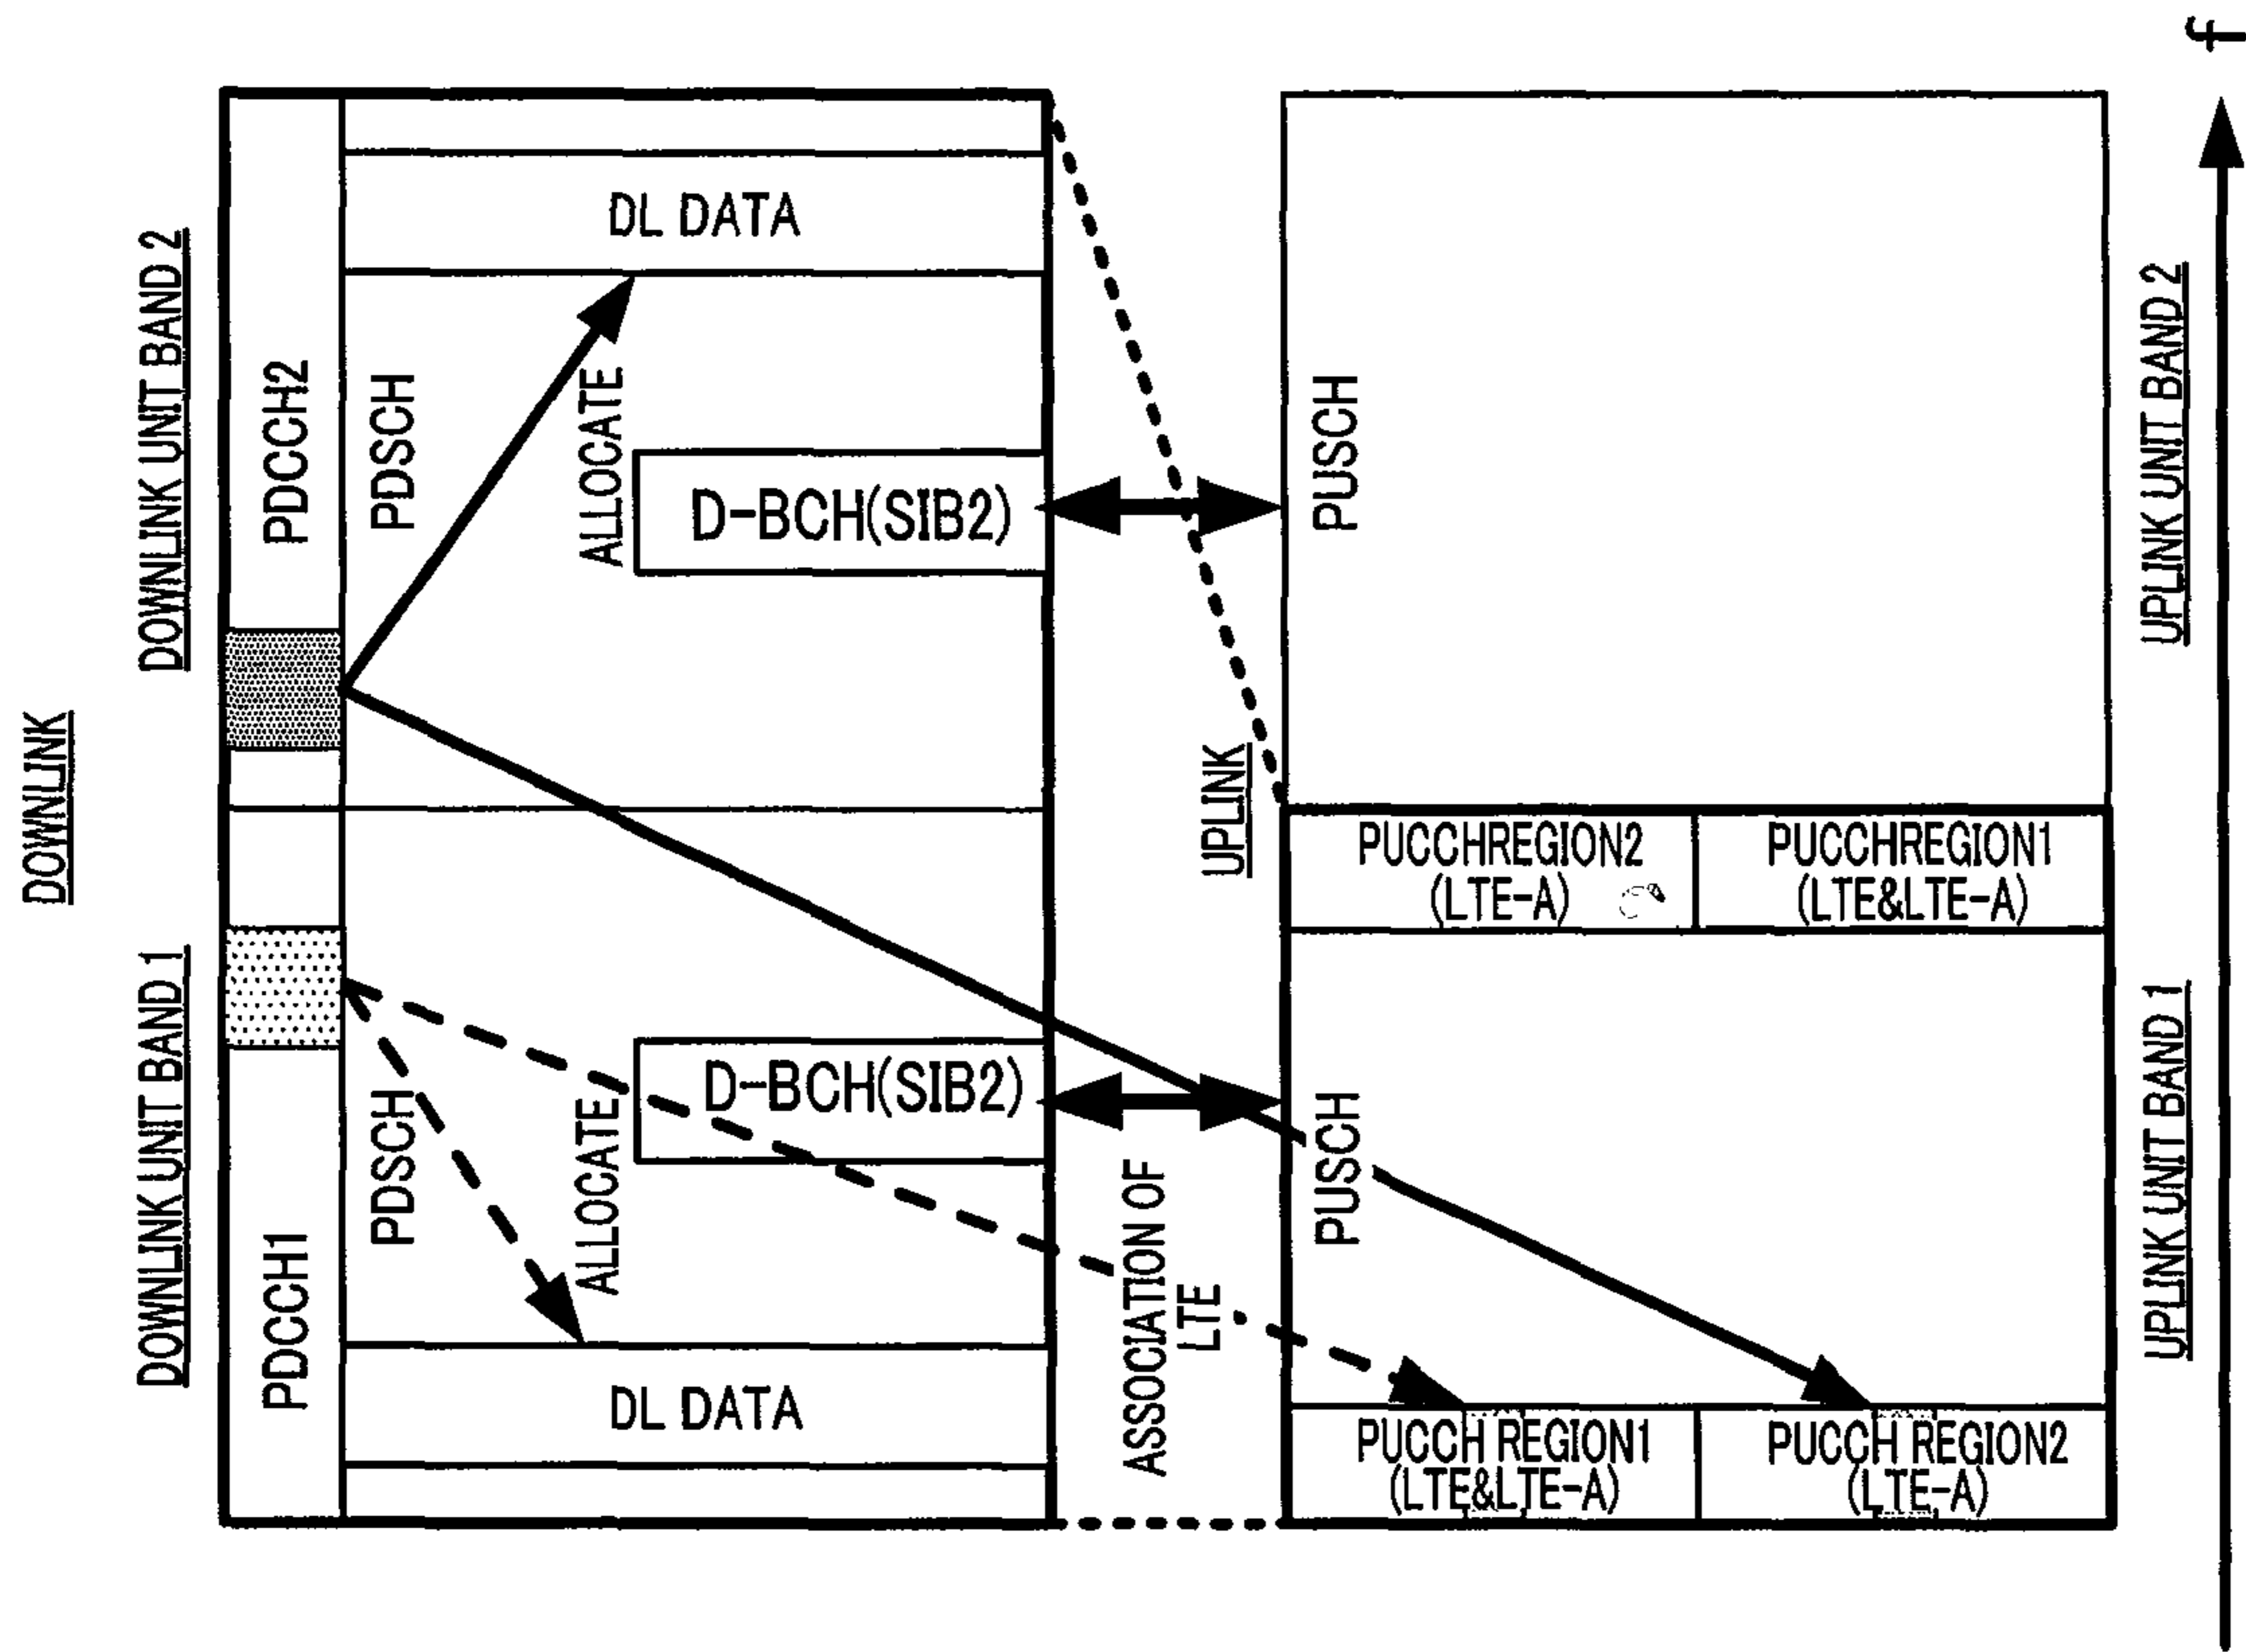 DOWNLINK
DOWNLINK UNIT BAND 1
DOWNLINK UNIT BAND 2
PDCCH1
PDCCH2
PDSCH
PDSCH
ALLOCATE
ALLOCATE
DL DATA
D-BCH(SIB2)
D-BCH(SIB2)
DL DATA
ASSOCIATION OF
LTE
UPLINK
PUSCH
PUSCH
PUCCH REGION1
(LTE&LTE-A)
PUCCHREGION2
(LTE-A)
PUCCH REGION2
(LTE-A)
PUCCHREGION1
(LTE&LTE-A)
UPLINK UNIT BAND 1
UPLINK UNIT BAND 2
f